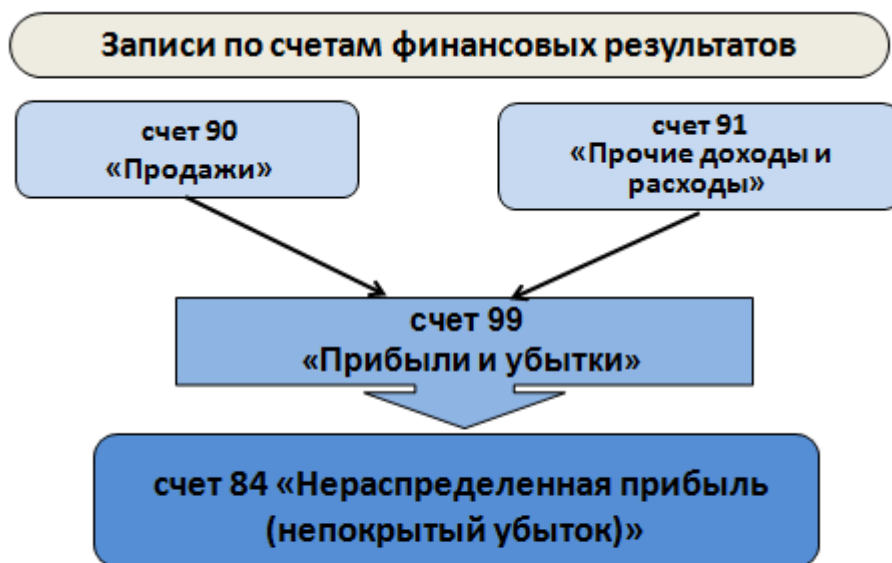 Записи по счетам финансовых результатов
счет 90
«Продажи»
счет 91
«Прочие доходы и
расходы»
счет 99
«Прибыли и убытки»
счет 84 «Нераспределенная прибыль
(непокрытый убыток)»